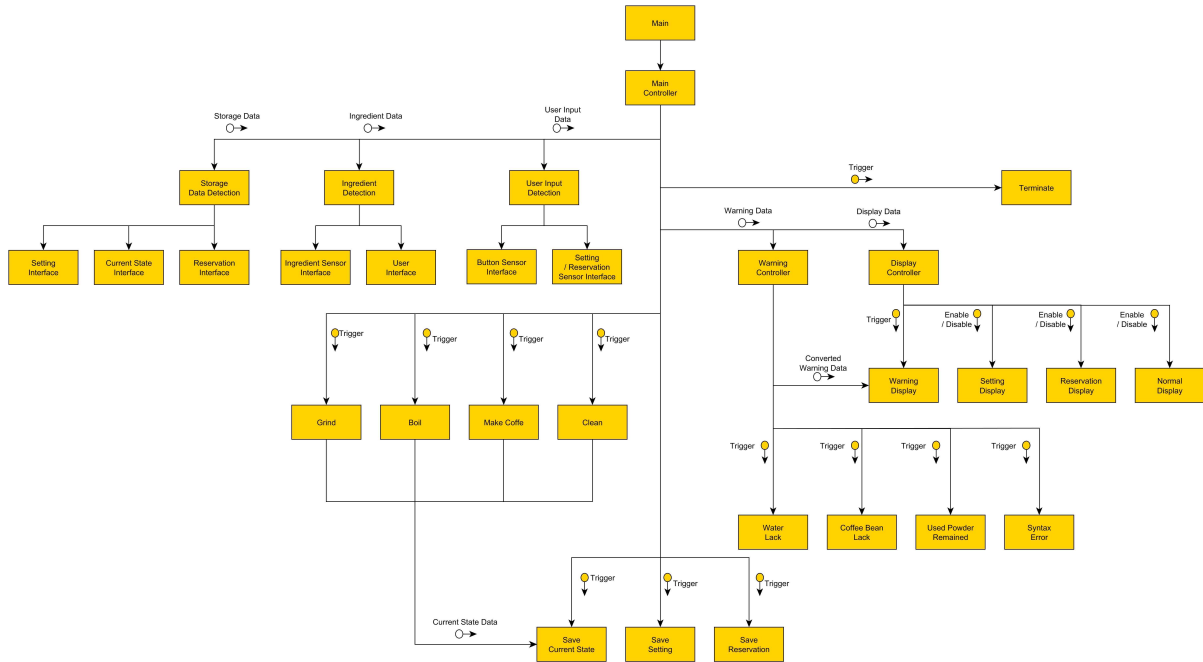 Main
Main
Controller
Storage Data
Ingredient Data
User Input
Data
Trigger
Storage
Data Detection
Ingredient
Detection
User Input
Detection
Terminate
Warning Data
Display Data
Setting
Interface
Current State
Interface
Reservation
Interface
Ingredient Sensor
Interface
User
Interface
Button Sensor
Interface
Setting
/ Reservation
Sensor Interface
Warning
Controller
Display
Controller
Trigger
Trigger
Trigger
Trigger
Trigger
Enable
/ Disable
Enable
/ Disable
Enable
/ Disable
Converted
Warning Data
Warning
Display
Setting
Display
Reservation
Display
Normal
Display
Grind
Boil
Make Coffe
Clean
Trigger
Trigger
Trigger
Trigger
Water
Lack
Coffee Bean
Lack
Used Powder
Remained
Syntax
Error
Trigger
Trigger
Trigger
Current State Data
Save
Current State
Save
Setting
Save
Reservation